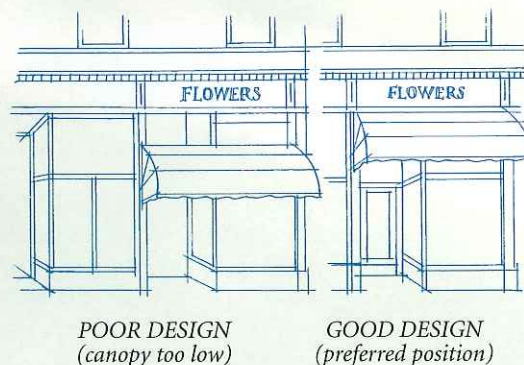 FLOWERS
FLOWERS
POOR DESIGN
(canopy too low)
GOOD DESIGN
(preferred position)